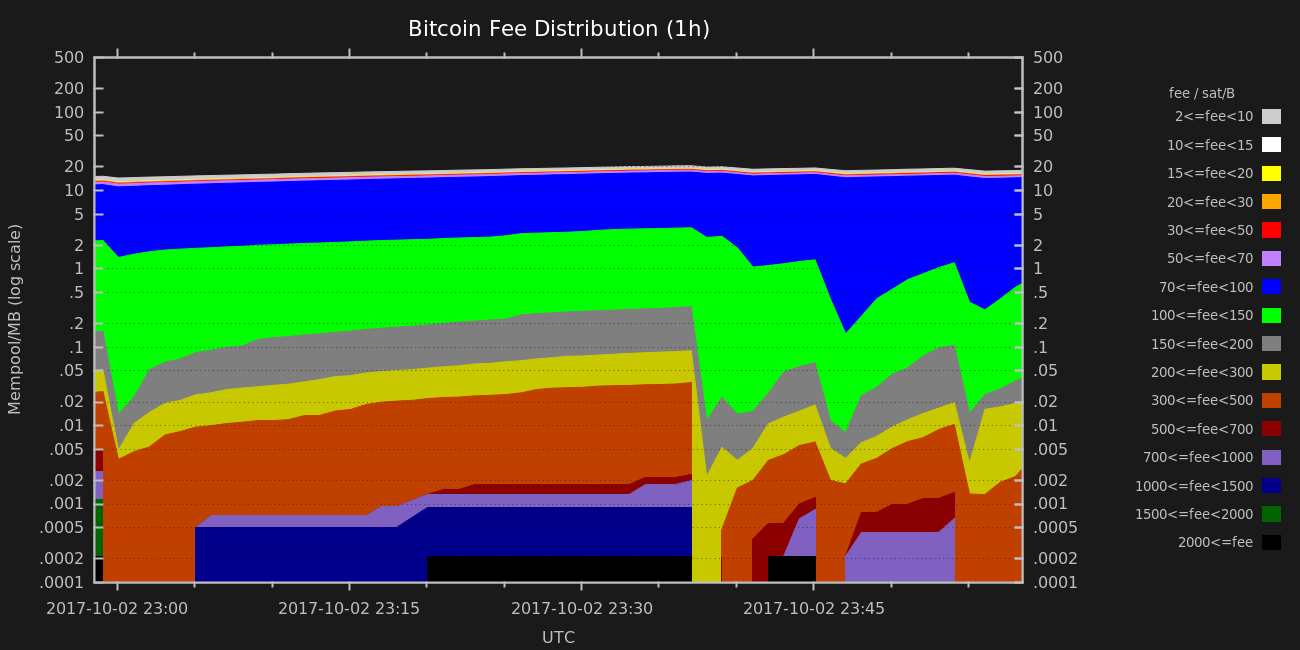 Bitcoin Fee Distribution (1h)
500
200
100
50
20
10
5
2
1
.5
.2
.1
.05
.02
.01
.005
.002
.001
.0005
.0002
.0001
Mempool/MB (log scale)
500
200
100
50
20
10
5
2
1
.5
.2
.1
.05
.02
.01
.005
.002
.001
.0005
.0002
.0001
2017-10-02 23:00
2017-10-02 23:15
2017-10-02 23:30
2017-10-02 23:45
UTC
fee / sat/B
2<=fee<10
10<=fee<15
15<=fee<20
20<=fee<30
30<=fee<50
50<=fee<70
70<=fee<100
100<=fee<150
150<=fee<200
200<=fee<300
300<=fee<500
500<=fee<700
700<=fee<1000
1000<=fee<1500
1500<=fee<2000
2000<=fee